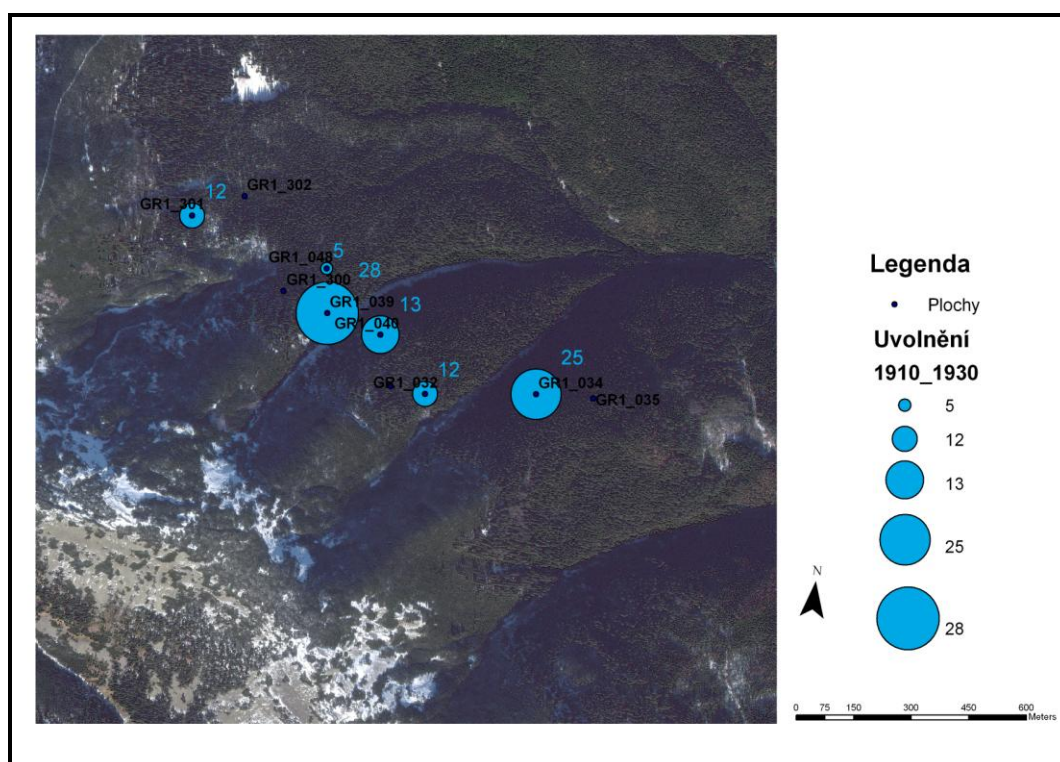 12
GR1_302
GR1_301
5
GR1_048
28
GR1_300
GR1_039
13
GR1_040
12
GR1_032
25
GR1_034
GR1_035
Legenda
Plochy
Uvolnění
1910_1930
5
12
13
25
28
N
0 75 150 300 450 600
Meters